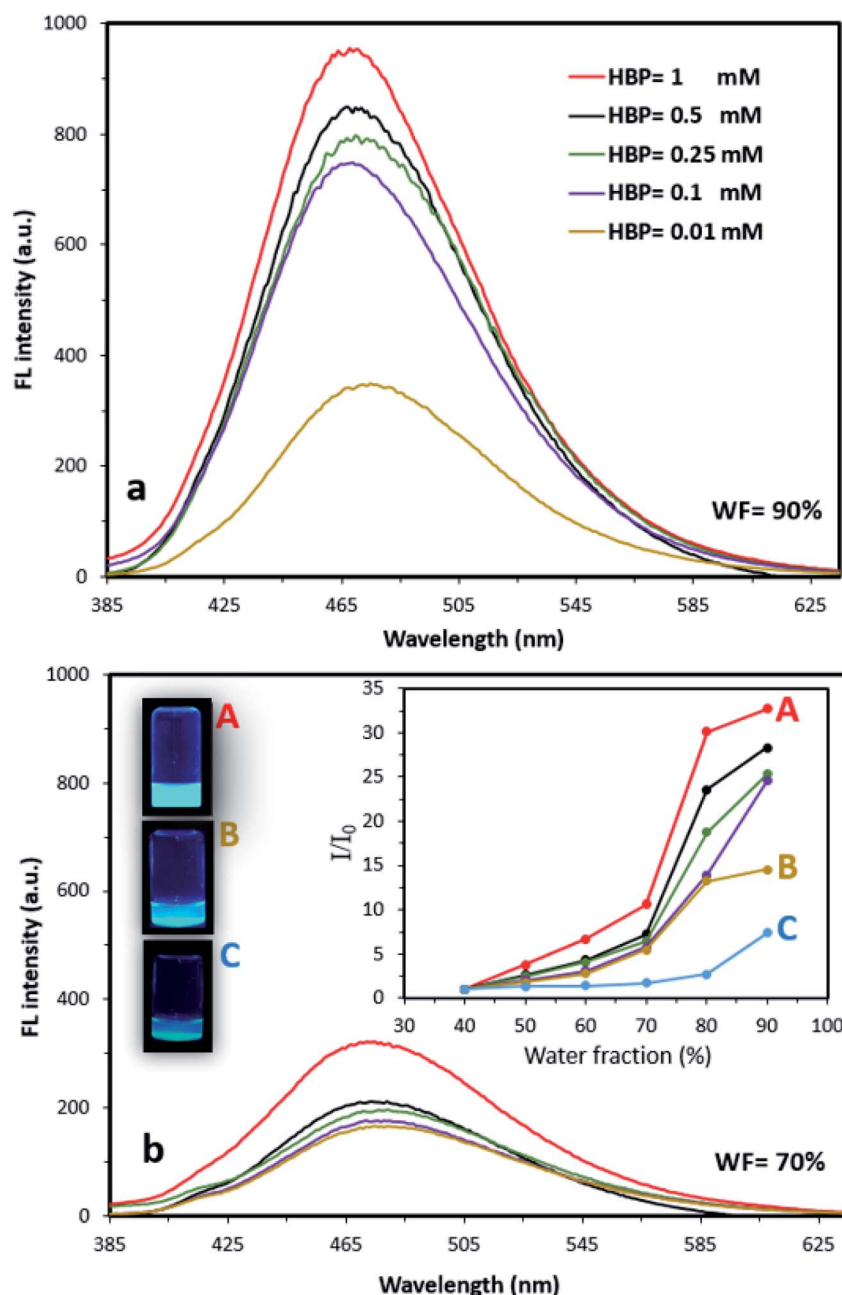 1000
800
600
400
200
0
FL intensity (a.u.)
HBP= 1 mM
HBP= 0.5 mM
HBP= 0.25 mM
HBP= 0.1 mM
HBP= 0.01 mM
a
WF= 90%
385 425 465 505 545 585 625
Wavelength (nm)
1000
800
600
400
200
0
FL intensity (a.u.)
A
B
C
35
30
25
20
15
10
5
0
I/I0
A
B
C
30 40 50 60 70 80 90 100
Water fraction (%)
b
WF= 70%
385 425 465 505 545 585 625
Wavelength (nm)